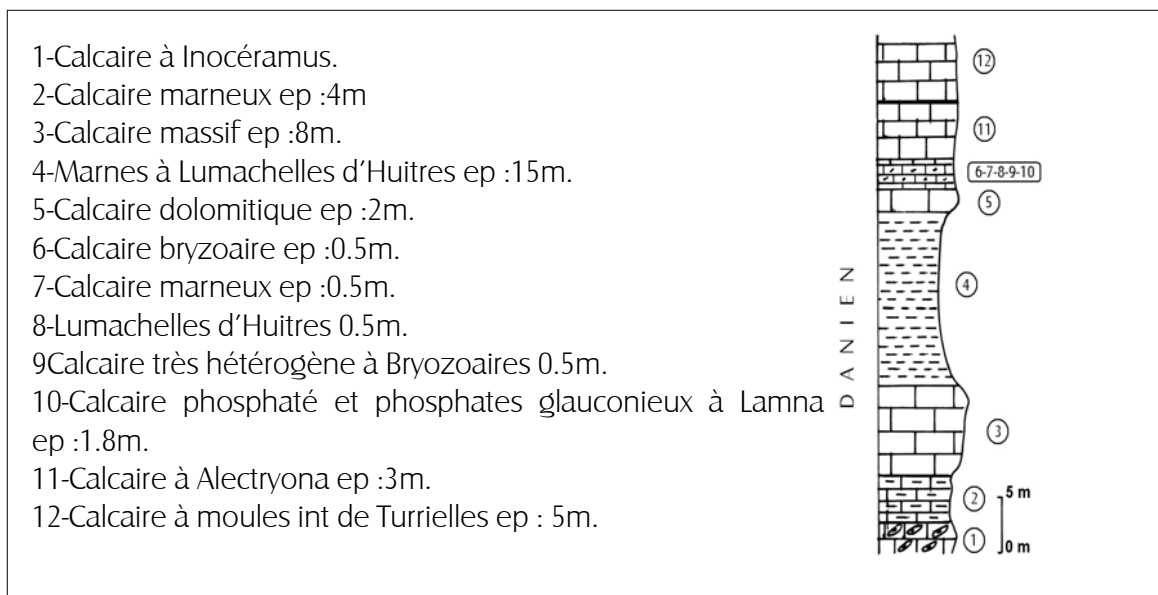 1-Calcaire à Inocéramus.
2-Calcaire marneux ep :4m
3-Calcaire massif ep :8m.
4-Marnes à Lumachelles d’Huitres ep :15m.
5-Calcaire dolomitique ep :2m.
6-Calcaire bryzoaire ep :0.5m.
7-Calcaire marneux ep :0.5m.
8-Lumachelles d’Huitres 0.5m.
9Calcaire très hétérogène à Bryozoaires 0.5m.
10-Calcaire phosphaté et phosphates glauconieux à Lamna
ep :1.8m.
11-Calcaire à Alectryona ep :3m.
12-Calcaire à moules int de Turrielles ep : 5m.
DANIEN
12
11
6-7-8-9-10
5
4
3
2
5 m
1
0 m